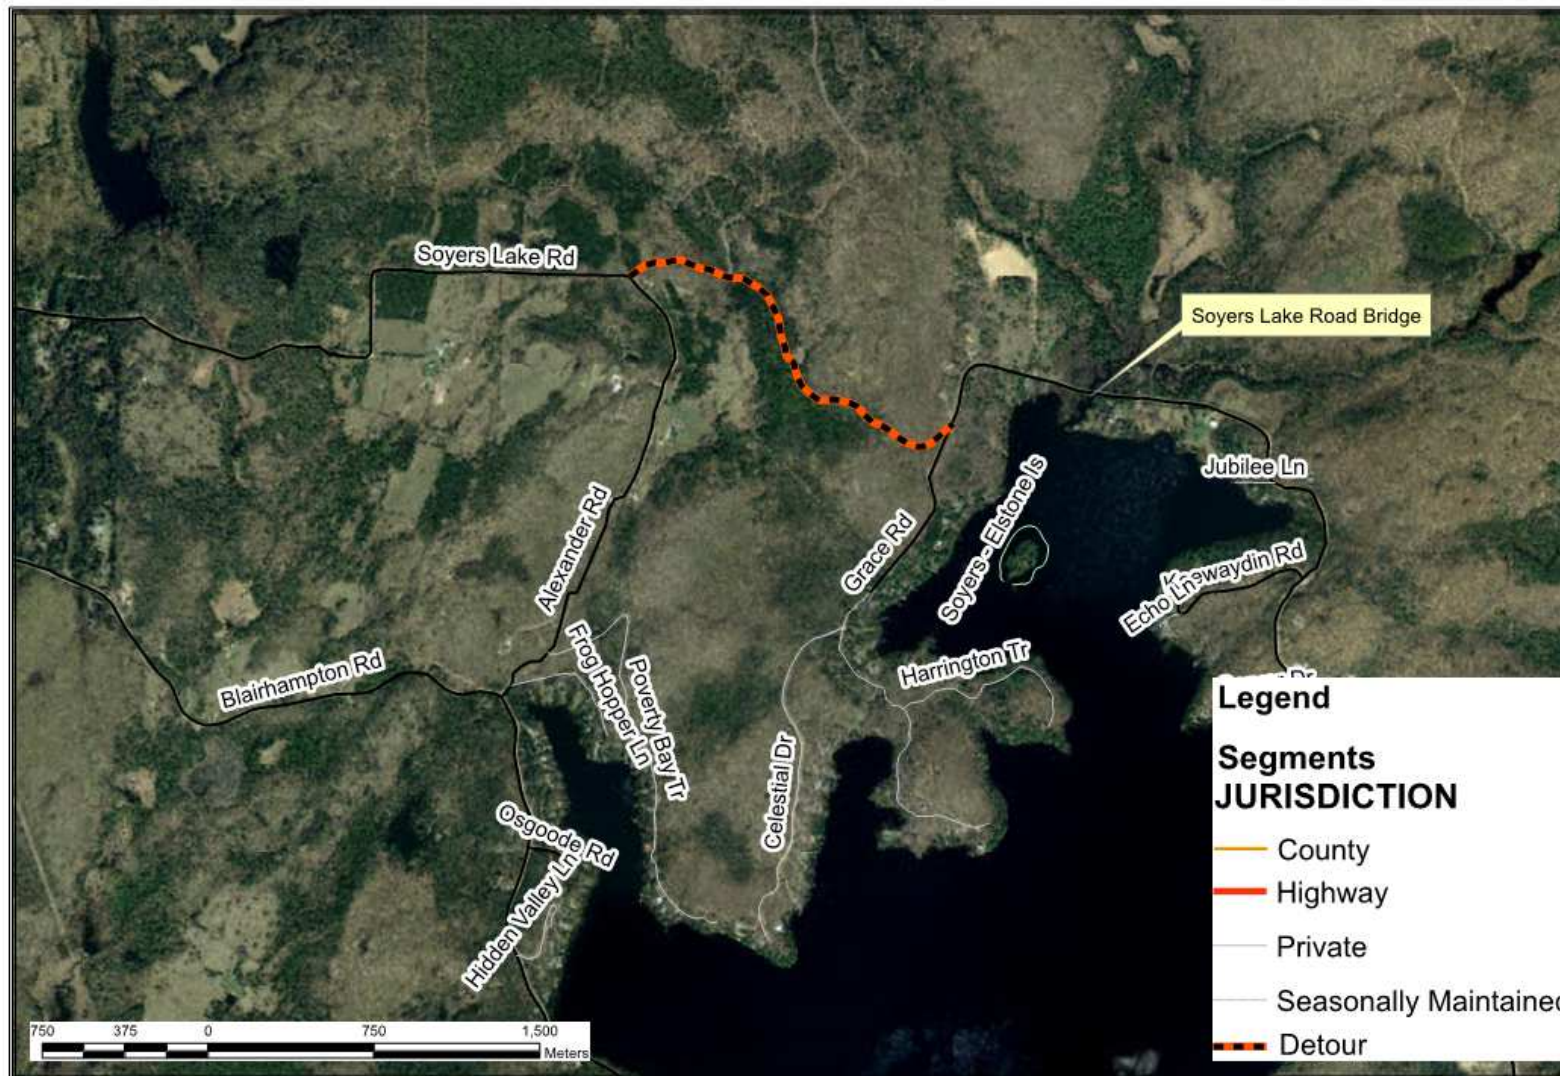 Soyers Lake Rd
Soyers Lake Road Bridge
Jubilee Ln
Alexander Rd
Grace Rd
Soyers - Elstone Is
Echo Ln
Frog Hopper Ln
Poverty Bay Tr
Harrington Tr
Blairhampton Rd
Celestial Dr
Osgoode Rd
Hidden Valley Ln
Legend
Segments
JURISDICTION
County
Highway
Private
Seasonally Maintained
Detour
750 375 0 750 1,500
Meters